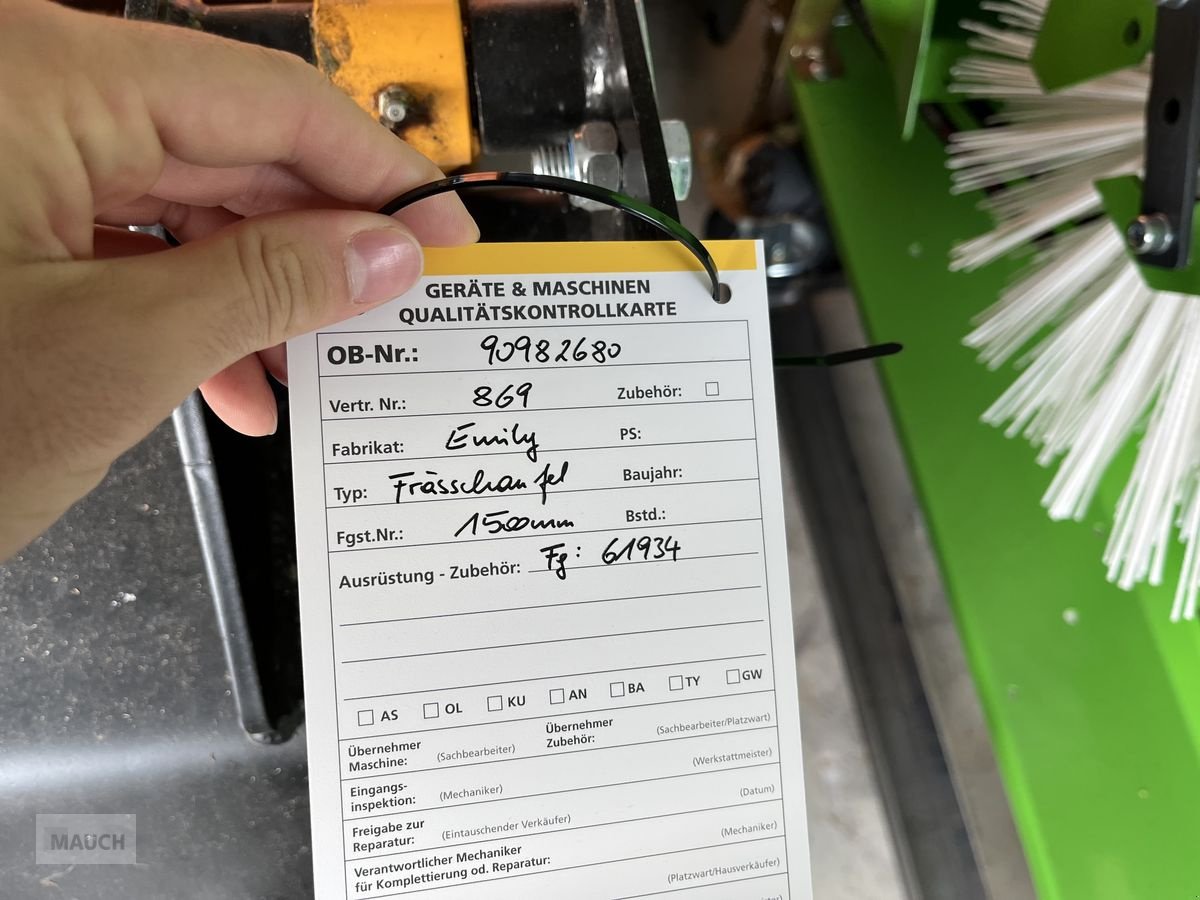 GERÄTE & MASCHINEN
QUALITÄTSKONTROLLKARTE
OB-Nr.: 90982680
Vertr. Nr.: 869 Zubehör:
Fabrikat: Emily PS:
Typ: Frässchaufel Baujahr:
Fgst.Nr.: 1500mm Bstd.:
Ausrüstung - Zubehör: Fg: 61934
AS OL KU AN BA TY GW
Übernehmer Maschine: (Sachbearbeiter) Übernehmer Zubehör: (Sachbearbeiter/Platzwart)
Eingangs-inspektion: (Mechaniker) (Werkstattmeister)
Freigabe zur Reparatur: (Eintauschender Verkäufer) (Datum)
Verantwortlicher Mechaniker
für Komplettierung od. Reparatur: (Mechaniker)
(Platzwart/Hausverkäufer)
MAUCH